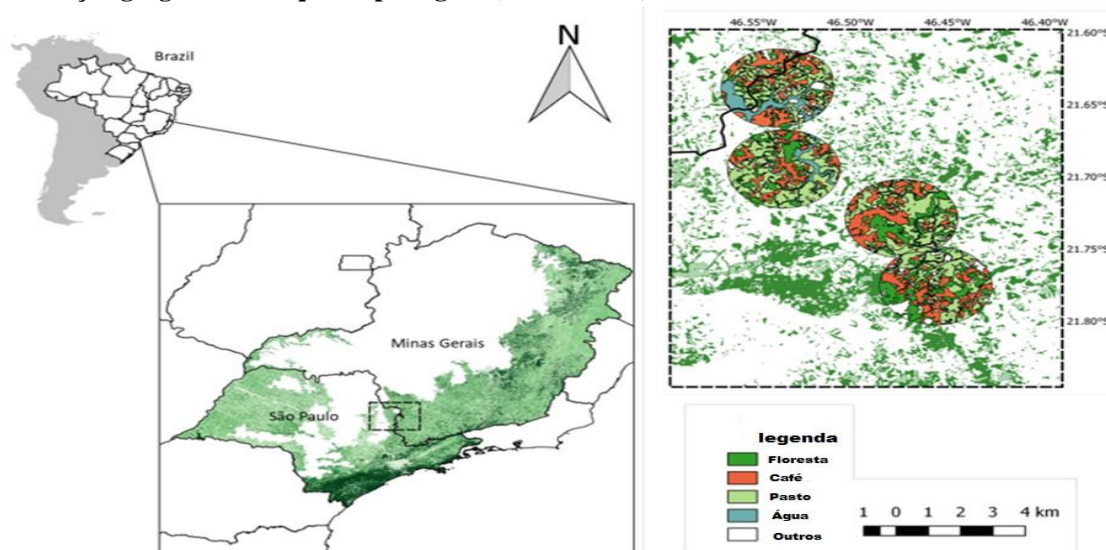 Brazil
N
Minas Gerais
São Paulo
46.55°W 46.50°W 46.45°W 46.40°W
21.60°S
21.65°S
21.70°S
21.75°S
21.80°S
legenda
Floresta
Café
Pasto
Água
Outros
1 0 1 2 3 4 km